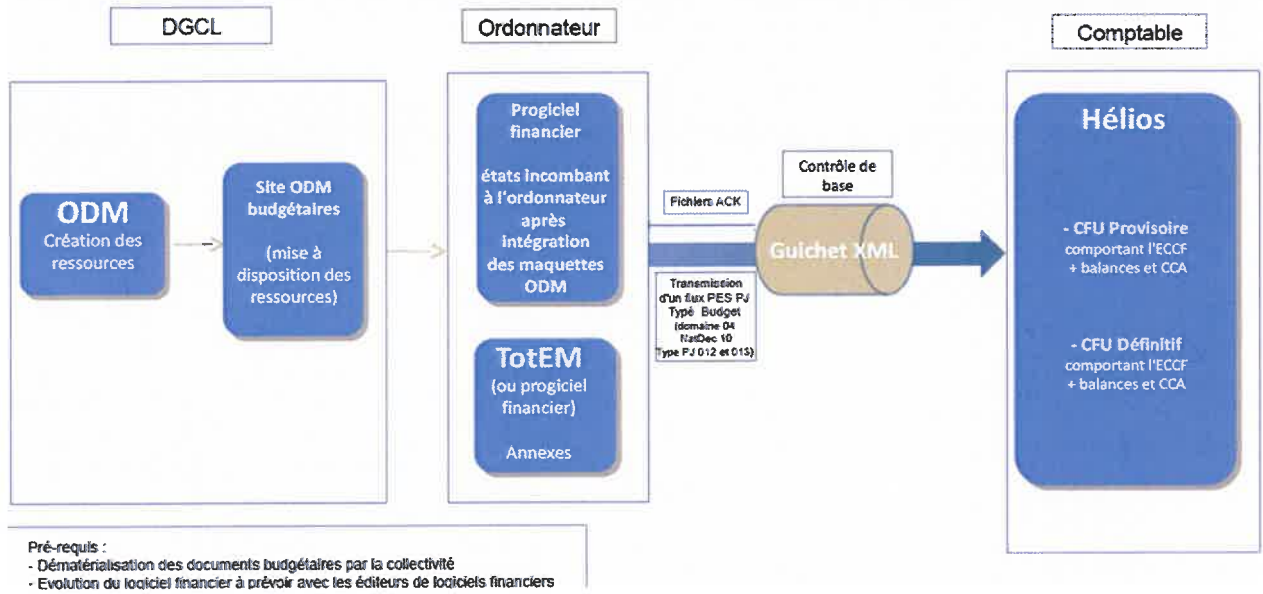 DGCL
ODM
Création des
ressources
Site ODM
budgétaires
(mise à
disposition des
ressources)
Ordonnateur
Progiciel
financier
états incombant
à l'ordonnateur
après
intégration
des maquettes
ODM
TotEM
(ou progiciel
financier)
Annexes
Fichiers ACK
Transmission
d'un flux PES PJ
Typé Budget
(domaine 04
NatDec 10
Type PJ 012 et 013)
Contrôle de
base
Guichet XML
Comptable
Hélios
- CFU Provisoire
comportant l'ECCF
+ balances et CCA
- CFU Définitif
comportant l'ECCF
+ balances et CCA
Pré-requis :
- Dématérialisation des documents budgétaires par la collectivité
- Evolution du logiciel financier à prévoir avec les éditeurs de logiciels financiers